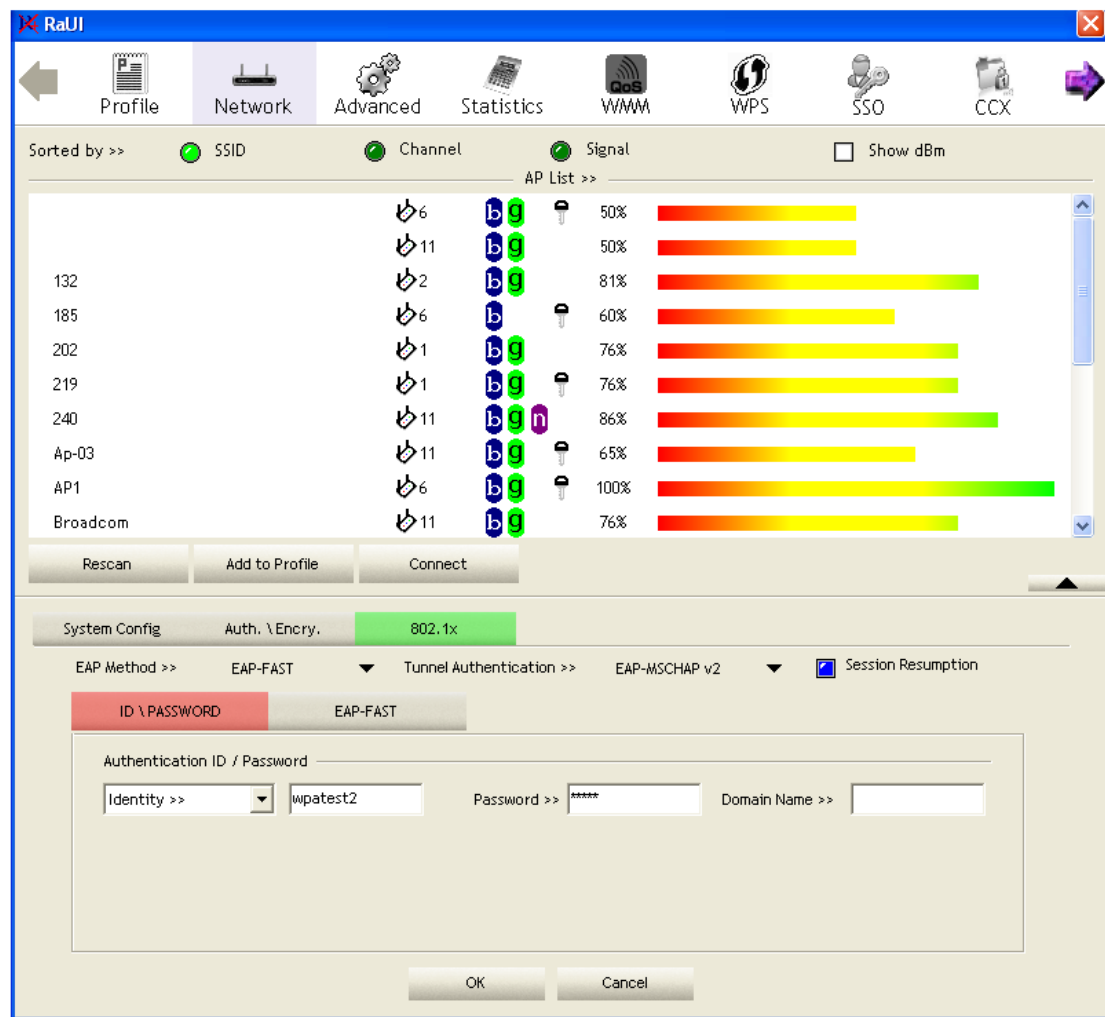 RaUI
Profile Network Advanced Statistics QoS WMM WPS SSO CCX
Sorted by >> SSID Channel Signal Show dBm
AP List >>
6 b g 50%
11 b g 50%
132 2 b g 81%
185 6 b 60%
202 1 b g 76%
219 1 b g 76%
240 11 b g n 86%
Ap-03 11 b g 65%
AP1 6 b g 100%
Broadcom 11 b g 76%
Rescan Add to Profile Connect
System Config Auth. \ Encry. 802.1x
EAP Method >> EAP-FAST Tunnel Authentication >> EAP-MSCHAP v2 Session Resumption
ID \ PASSWORD EAP-FAST
Authentication ID / Password
Identity >> wpatest2 Password >> ***** Domain Name >>
OK Cancel